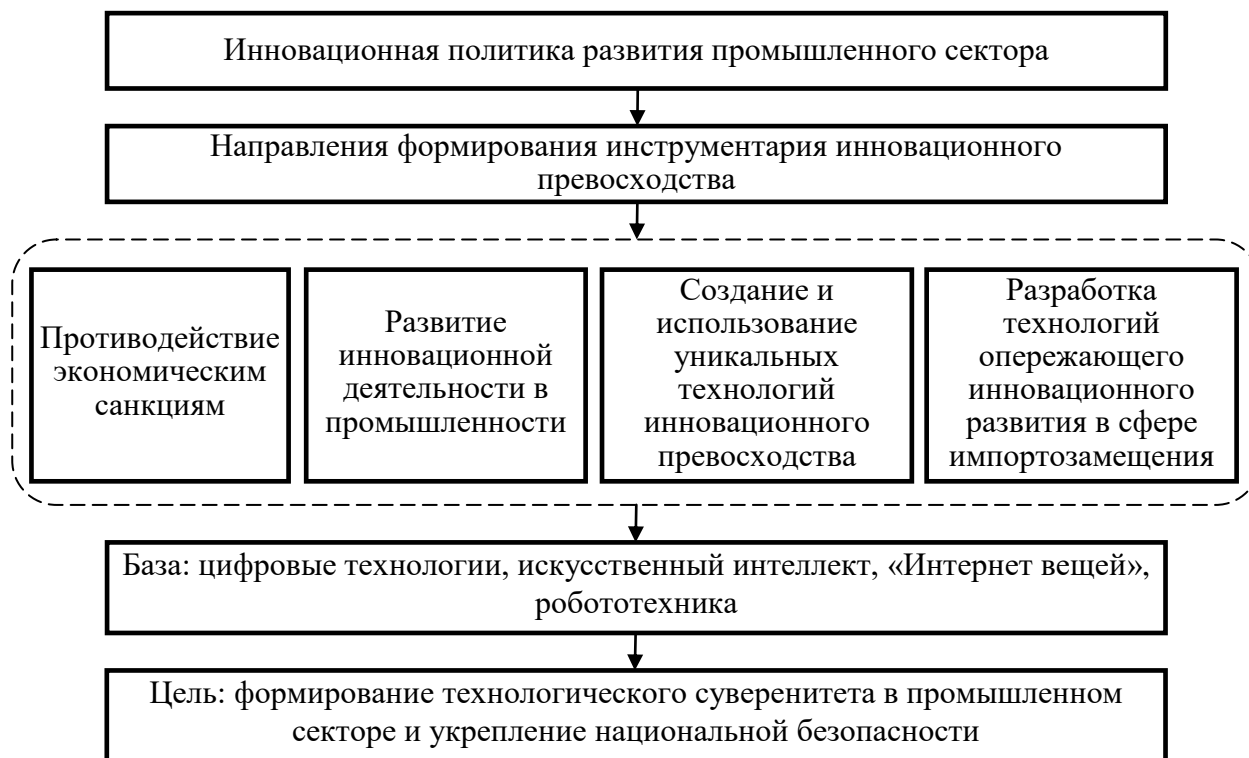 Инновационная политика развития промышленного сектора
Направления формирования инструментария инновационного
превосходства
Противодействие
экономическим
санкциям
Развитие
инновационной
деятельности в
промышленности
Создание и
использование
уникальных
технологий
инновационного
превосходства
Разработка
технологий
опережающего
инновационного
развития в сфере
импортозамещения
База: цифровые технологии, искусственный интеллект, «Интернет вещей»,
робототехника
Цель: формирование технологического суверенитета в промышленном
секторе и укрепление национальной безопасности